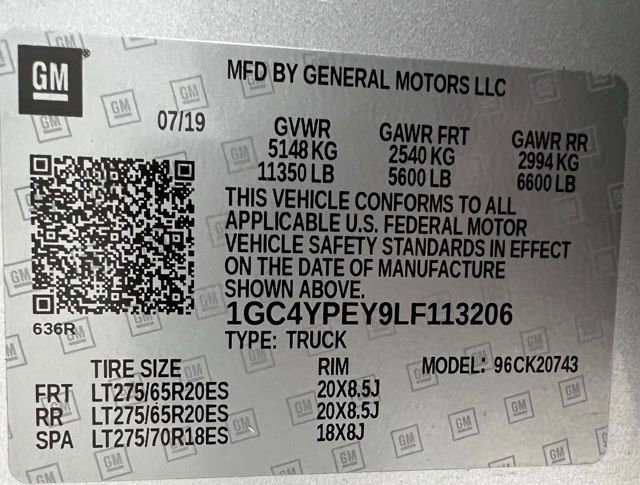 GM
MFD BY GENERAL MOTORS LLC
07/19
GVWR
5148 KG
11350 LB
GAWR FRT
2540 KG
5600 LB
GAWR RR
2994 KG
6600 LB
THIS VEHICLE CONFORMS TO ALL
APPLICABLE U.S. FEDERAL MOTOR
VEHICLE SAFETY STANDARDS IN EFFECT
ON THE DATE OF MANUFACTURE
SHOWN ABOVE.
636R
1GC4YPEY9LF113206
TYPE: TRUCK
MODEL: 96CK20743
TIRE SIZE RIM
FRT LT275/65R20ES 20X8.5J
RR LT275/65R20ES 20X8.5J
SPA LT275/70R18ES 18X8J